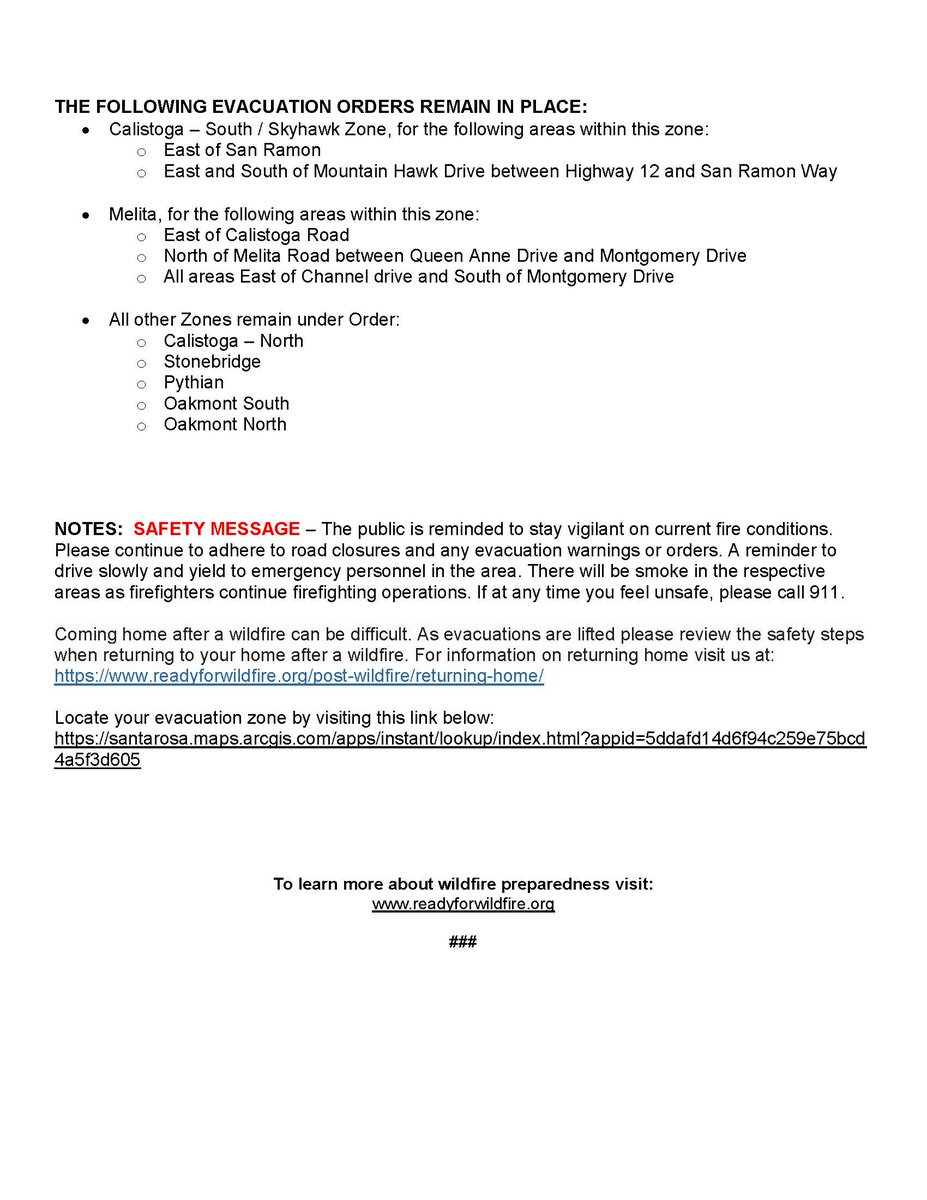 THE FOLLOWING EVACUATION ORDERS REMAIN IN PLACE:
• Calistoga – South / Skyhawk Zone, for the following areas within this zone:
o East of San Ramon
o East and South of Mountain Hawk Drive between Highway 12 and San Ramon Way
• Melita, for the following areas within this zone:
o East of Calistoga Road
o North of Melita Road between Queen Anne Drive and Montgomery Drive
o All areas East of Channel drive and South of Montgomery Drive
• All other Zones remain under Order:
o Calistoga – North
o Stonebridge
o Pythian
o Oakmont South
o Oakmont North
NOTES: SAFETY MESSAGE – The public is reminded to stay vigilant on current fire conditions.
Please continue to adhere to road closures and any evacuation warnings or orders. A reminder to
drive slowly and yield to emergency personnel in the area. There will be smoke in the respective
areas as firefighters continue firefighting operations. If at any time you feel unsafe, please call 911.
Coming home after a wildfire can be difficult. As evacuations are lifted please review the safety steps
when returning to your home after a wildfire. For information on returning home visit us at:
https://www.readyforwildfire.org/post-wildfire/returning-home/
Locate your evacuation zone by visiting this link below:
https://santarosa.maps.arcgis.com/apps/instant/lookup/index.html?appid=5ddafd14d6f94c259e75bcd
4a5f3d605
To learn more about wildfire preparedness visit:
www.readyforwildfire.org
###